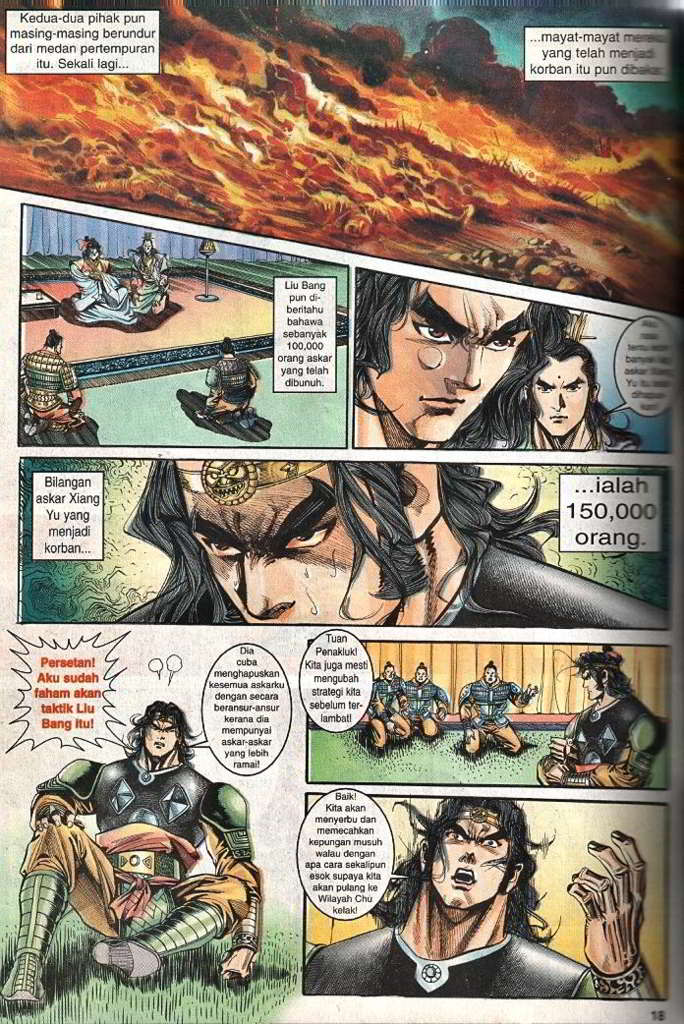 Kedua-dua pihak pun
masing-masing berundur
dari medan pertempuran
itu. Sekali lagi...
...mayat-mayat mereka
yang telah menjadi
korban itu pun dibakar.
Liu Bang
pun di-
beritahu
bahawa
sebanyak
100,000
orang askar
yang telah
dibunuh.
askar
Yu
Bilangan
askar Xiang
Yu yang
menjadi
korban...
...ialah
150,000
orang.
Persetan!
Aku sudah
faham akan
taktik Liu
Bang itu!
Dia
cuba
menghapuskan
kesemua askarku
dengan secara
beransur-ansur
kerana dia
mempunyai
askar-askar
yang lebih
ramai!
Tuan
Penakluk!
Kita juga mesti
mengubah
strategi kita
sebelum ter-
lambat!
Baik!
Kita akan
menyerbu dan
memecahkan
kepungan musuh
walau dengan
apa cara sekalipun
esok supaya kita
akan pulang ke
Wilayah Chu
kelak!
18